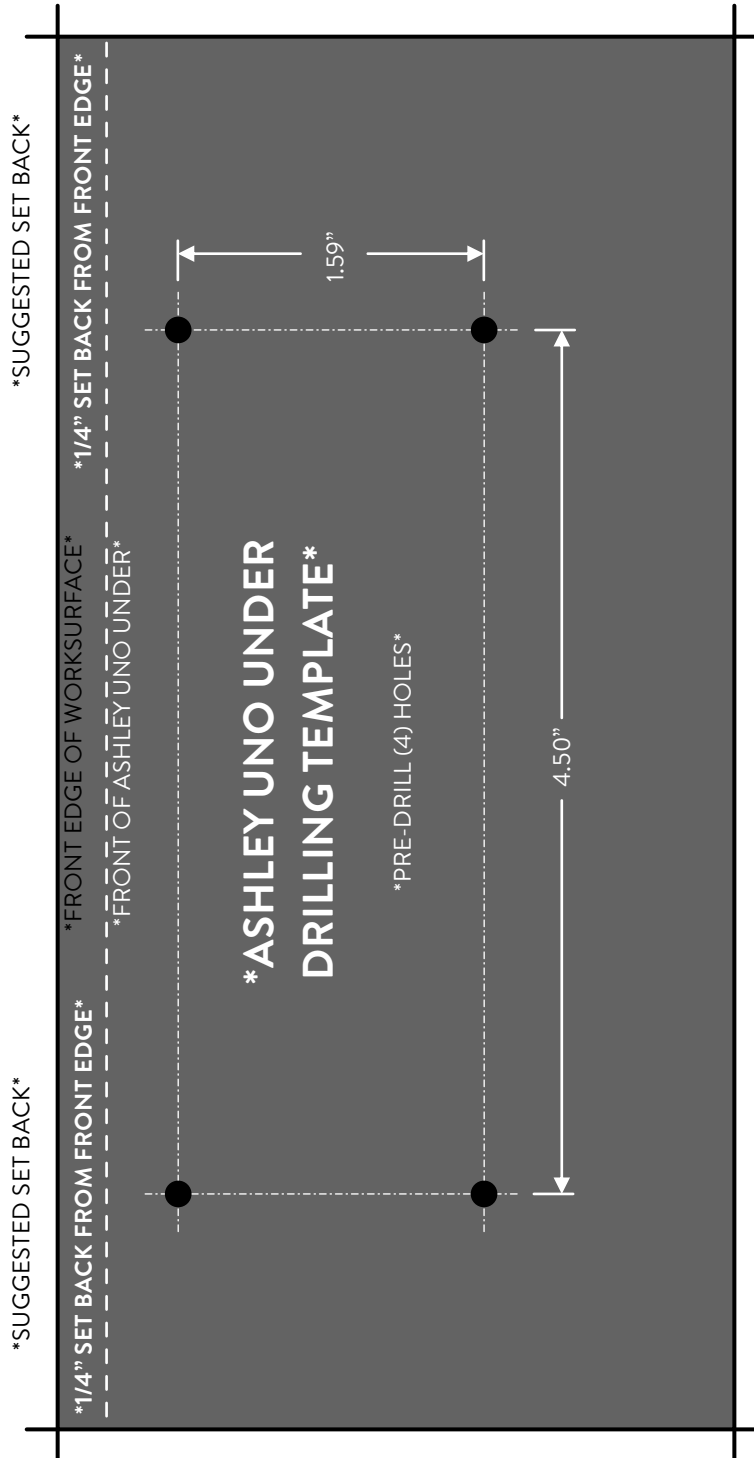 *SUGGESTED SET BACK*
*SUGGESTED SET BACK*
*1/4” SET BACK FROM FRONT EDGE*
*FRONT EDGE OF WORKSURFACE*
*1/4” SET BACK FROM FRONT EDGE*
*FRONT OF ASHLEY UNO UNDER*
*ASHLEY UNO UNDER
DRILLING TEMPLATE*
1.59”
*PRE-DRILL (4) HOLES*
4.50”